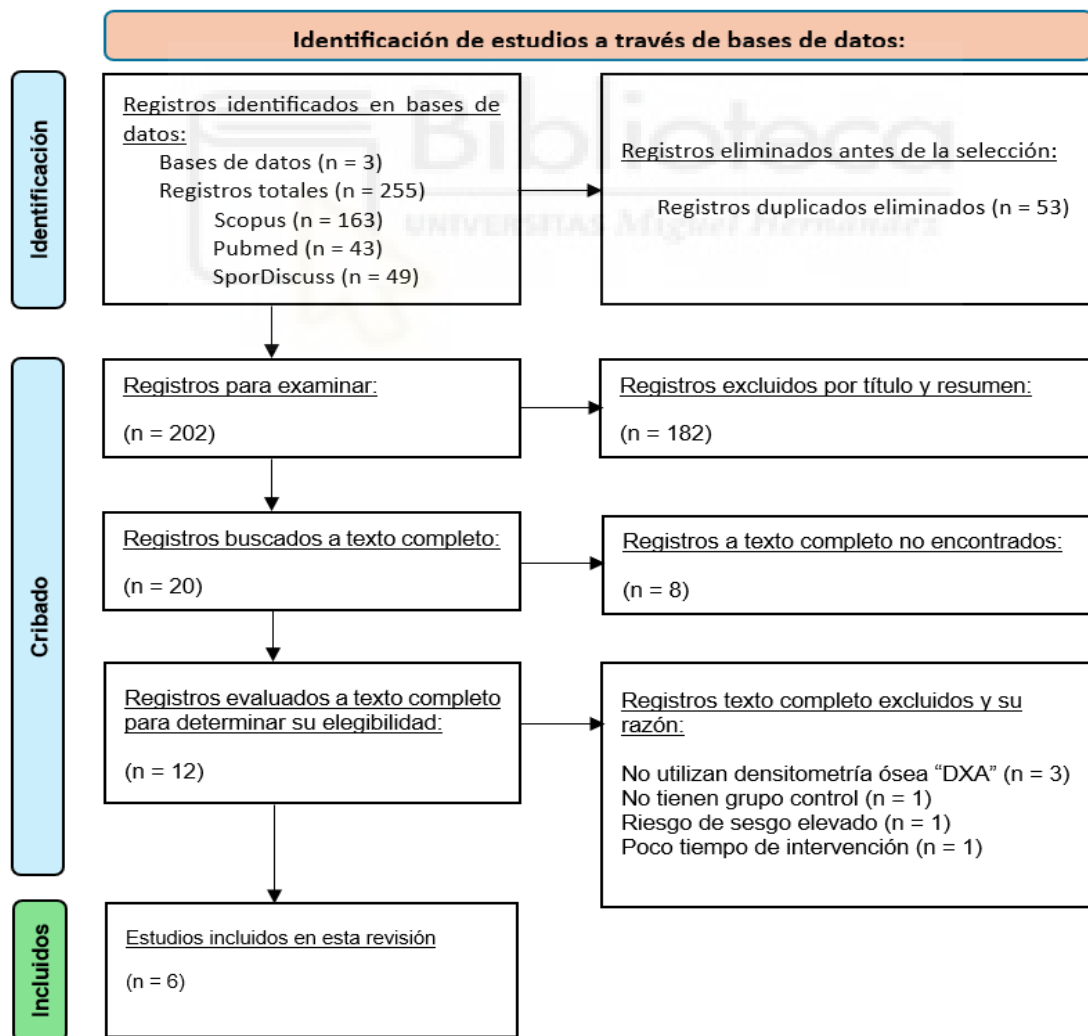 Identificación de estudios a través de bases de datos:
Identificación
Registros identificados en bases de
datos:
Bases de datos (n = 3)
Registros totales (n = 255)
Scopus (n = 163)
Pubmed (n = 43)
SporDiscuss (n = 49)
Registros eliminados antes de la selección:
Registros duplicados eliminados (n = 53)
Biblioteca
UNIVERSITAS Miguel Hernández
Cribado
Registros para examinar:
(n = 202)
Registros excluidos por título y resumen:
(n = 182)
Registros buscados a texto completo:
(n = 20)
Registros a texto completo no encontrados:
(n = 8)
Registros evaluados a texto completo
para determinar su elegibilidad:
(n = 12)
Registros texto completo excluidos y su
razón:
No utilizan densitometría ósea “DXA” (n = 3)
No tienen grupo control (n = 1)
Riesgo de sesgo elevado (n = 1)
Poco tiempo de intervención (n = 1)
Incluidos
Estudios incluidos en esta revisión
(n = 6)